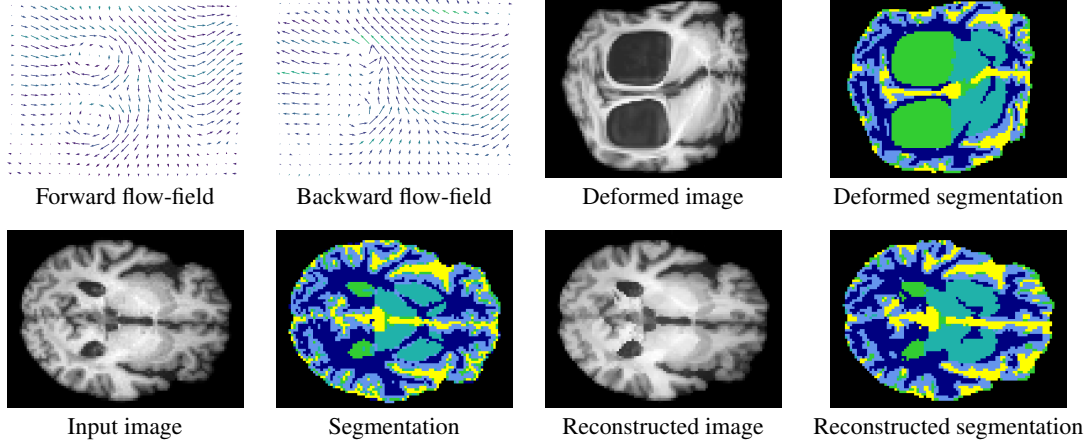 Forward flow-field
Backward flow-field
Deformed image
Deformed segmentation
Input image
Segmentation
Reconstructed image
Reconstructed segmentation